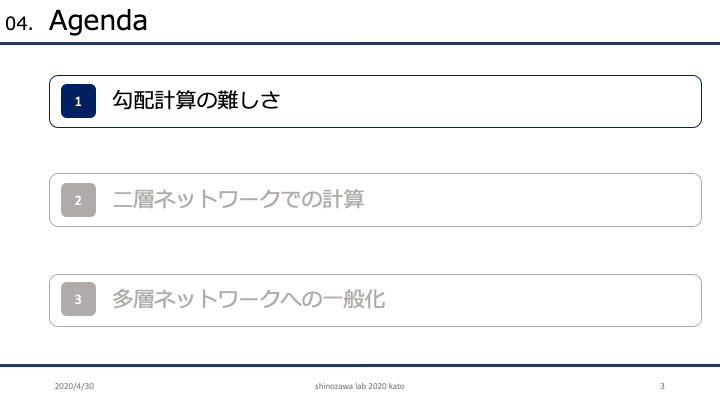 04. Agenda
1 勾配計算の難しさ
2 二層ネットワークでの計算
3 多層ネットワークへの一般化
2020/4/30 shinozawa lab 2020 kato 3